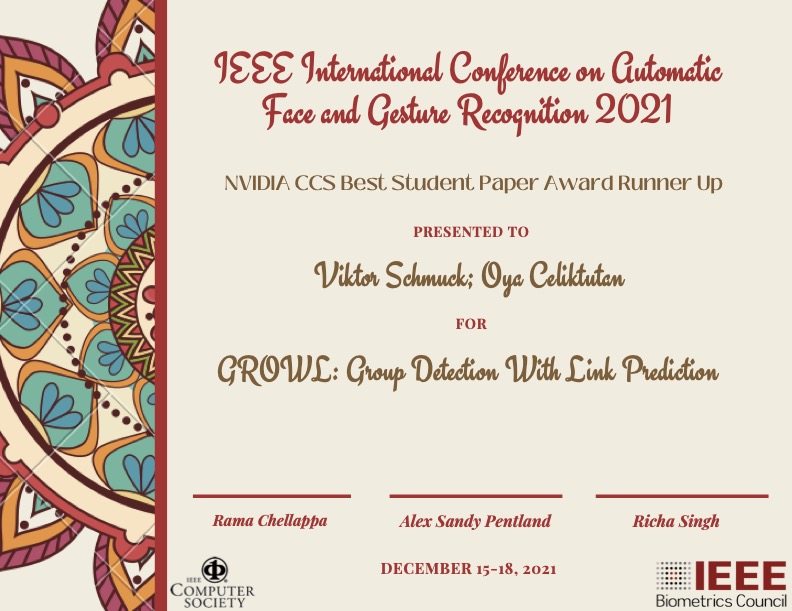 IEEE International Conference on Automatic
Face and Gesture Recognition 2021
NVIDIA CCS Best Student Paper Award Runner Up
PRESENTED TO
Viktor Schmuck; Oya Celiktutan
FOR
GROWL: Group Detection With Link Prediction
Rama Chellappa
Alex Sandy Pentland
Richa Singh
DECEMBER 15-18, 2021
IEEE
COMPUTER
SOCIETY
IEEE
Biometrics Council